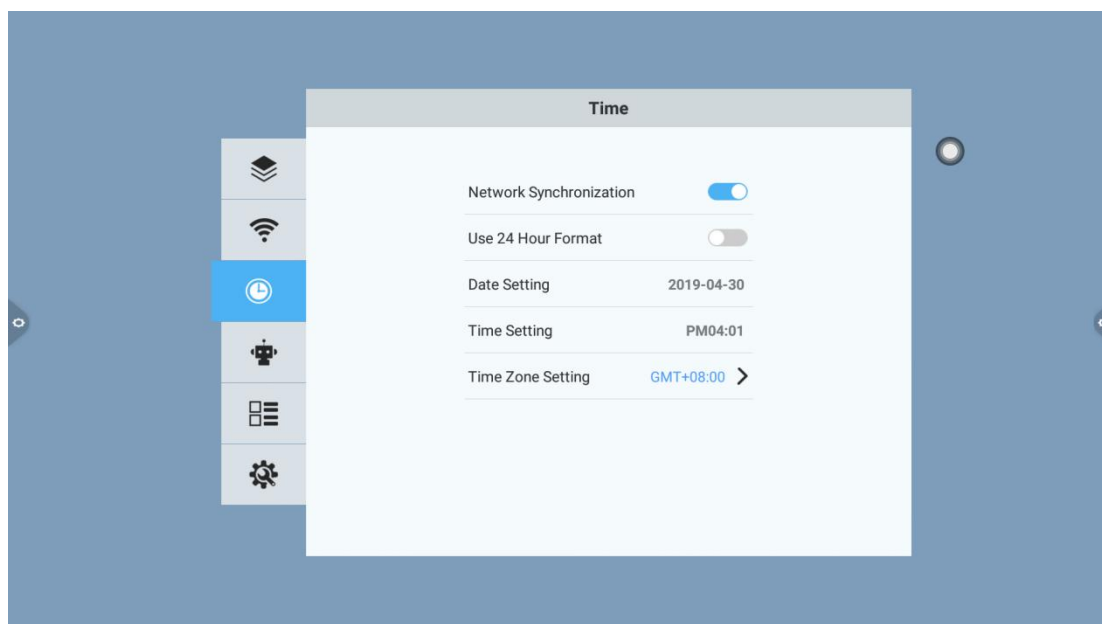 Time
Network Synchronization
Use 24 Hour Format
Date Setting 2019-04-30
Time Setting PM04:01
Time Zone Setting GMT+08:00